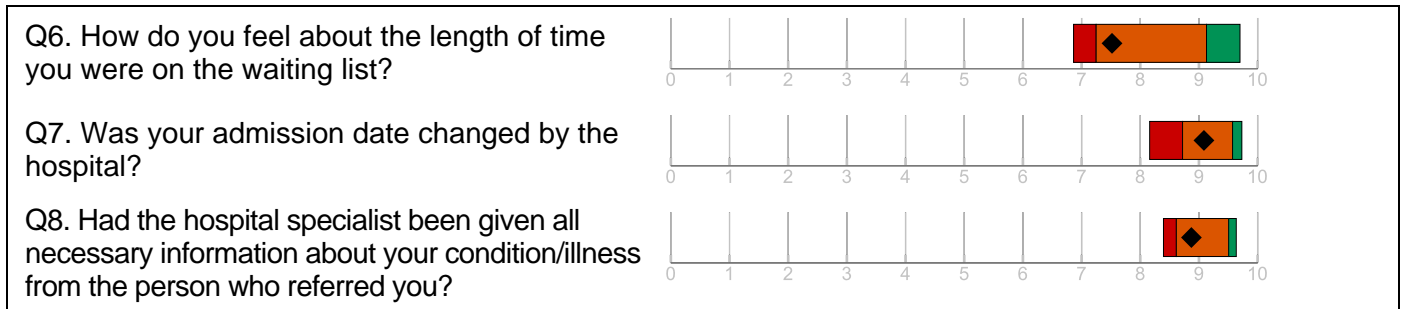 Q6. How do you feel about the length of time
you were on the waiting list?
0 1 2 3 4 5 6 7 8 9 10
Q7. Was your admission date changed by the
hospital?
0 1 2 3 4 5 6 7 8 9 10
Q8. Had the hospital specialist been given all
necessary information about your condition/illness
from the person who referred you?
0 1 2 3 4 5 6 7 8 9 10